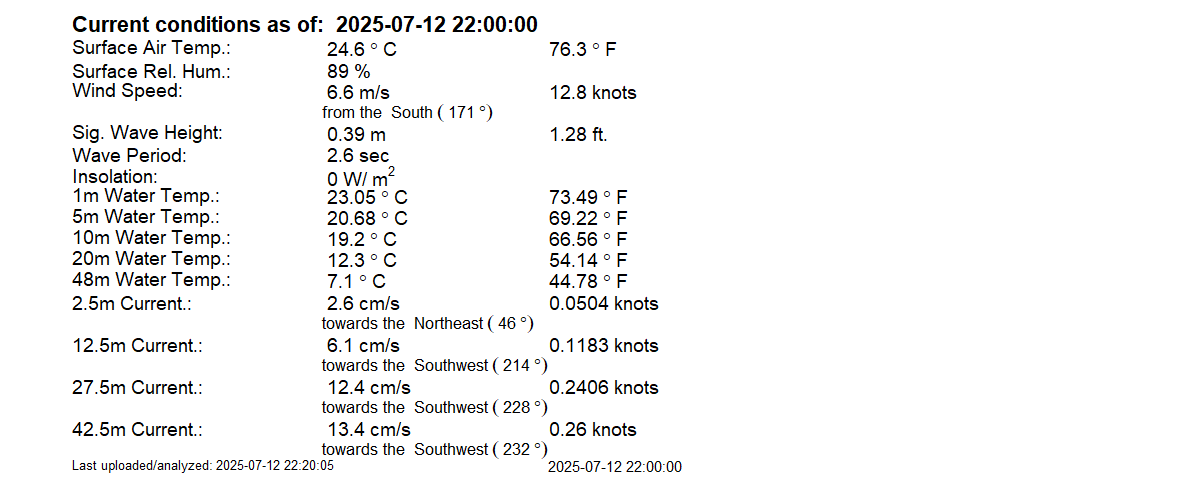 Current conditions as of: 2025-07-12 22:00:00
Surface Air Temp.: 24.6 ° C 76.3 ° F
Surface Rel. Hum.: 89 %
Wind Speed: 6.6 m/s 12.8 knots
from the South ( 171 °)
Sig. Wave Height: 0.39 m 1.28 ft.
Wave Period: 2.6 sec
Insolation: 0 W/ m²
1m Water Temp.: 23.05 ° C 73.49 ° F
5m Water Temp.: 20.68 ° C 69.22 ° F
10m Water Temp.: 19.2 ° C 66.56 ° F
20m Water Temp.: 12.3 ° C 54.14 ° F
48m Water Temp.: 7.1 ° C 44.78 ° F
2.5m Current.: 2.6 cm/s 0.0504 knots
towards the Northeast ( 46 °)
12.5m Current.: 6.1 cm/s 0.1183 knots
towards the Southwest ( 214 °)
27.5m Current.: 12.4 cm/s 0.2406 knots
towards the Southwest ( 228 °)
42.5m Current.: 13.4 cm/s 0.26 knots
towards the Southwest ( 232 °)
Last uploaded/analyzed: 2025-07-12 22:20:05 2025-07-12 22:00:00